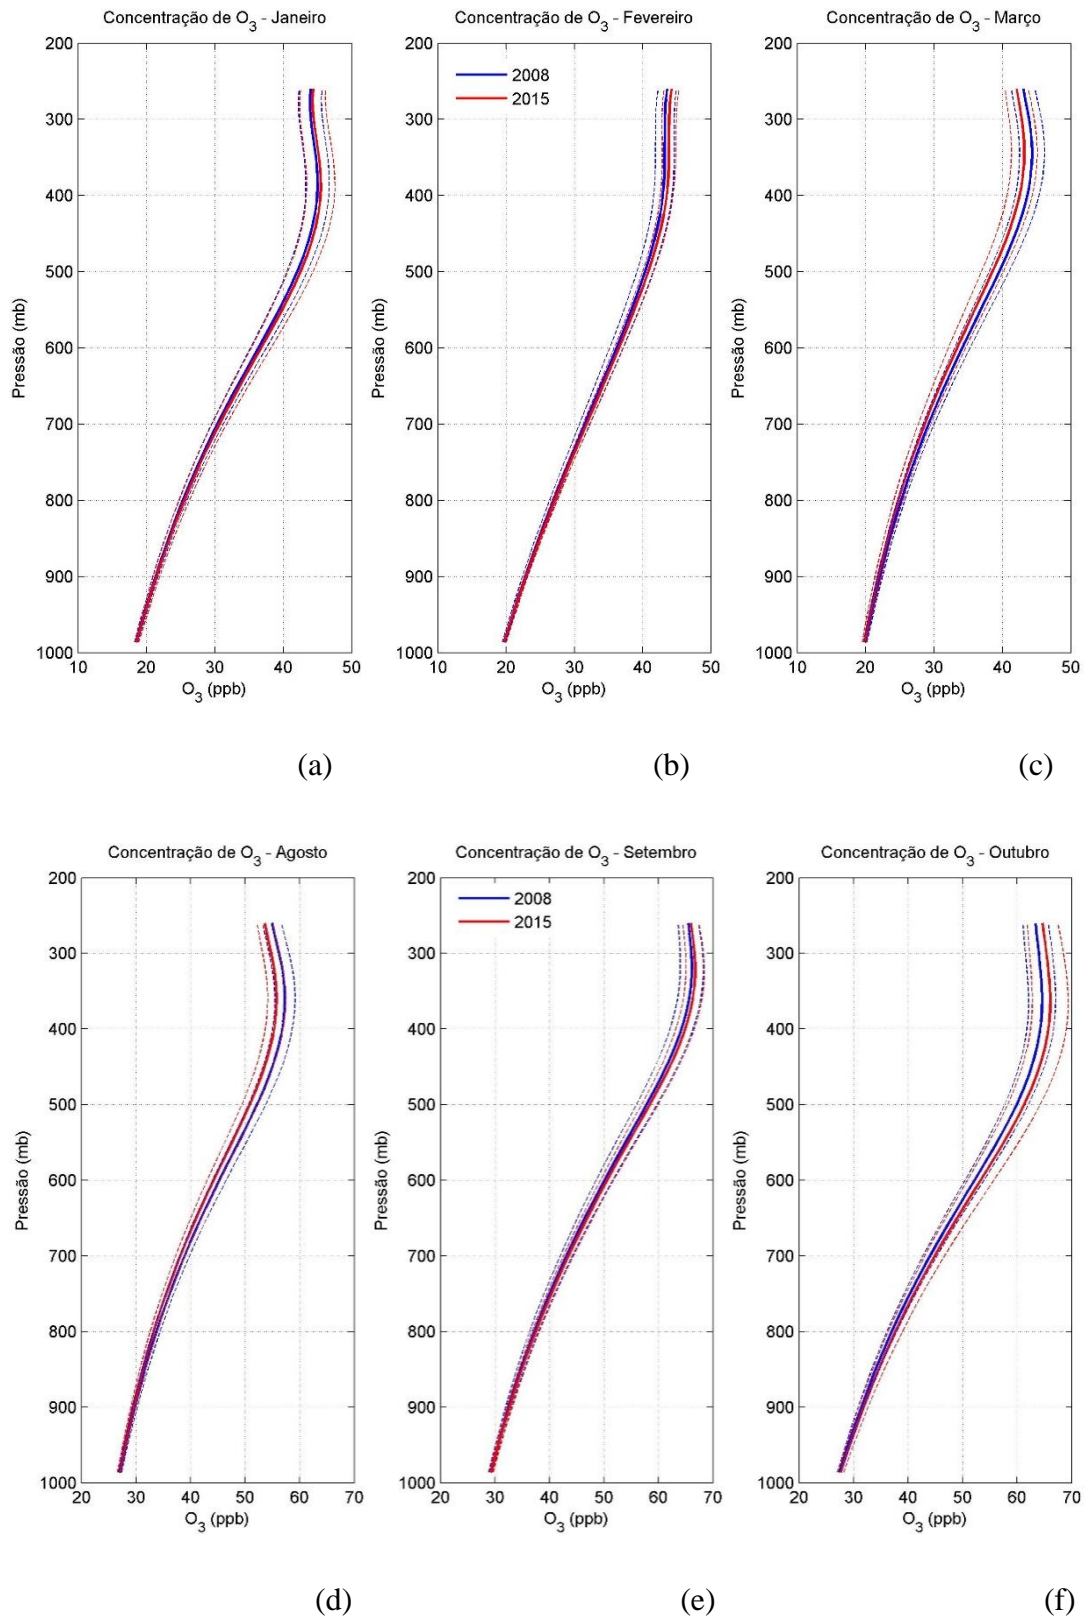 Concentração de O3 - Janeiro
200
300
400
500
600
700
800
900
1000
Pressão (mb)
10 20 30 40 50
O3 (ppb)
(a)
Concentração de O3 - Fevereiro
2008
2015
200
300
400
500
600
700
800
900
1000
Pressão (mb)
10 20 30 40 50
O3 (ppb)
(b)
Concentração de O3 - Março
200
300
400
500
600
700
800
900
1000
Pressão (mb)
10 20 30 40 50
O3 (ppb)
(c)
Concentração de O3 - Agosto
200
300
400
500
600
700
800
900
1000
Pressão (mb)
20 30 40 50 60 70
O3 (ppb)
(d)
Concentração de O3 - Setembro
2008
2015
200
300
400
500
600
700
800
900
1000
Pressão (mb)
20 30 40 50 60 70
O3 (ppb)
(e)
Concentração de O3 - Outubro
200
300
400
500
600
700
800
900
1000
Pressão (mb)
20 30 40 50 60 70
O3 (ppb)
(f)